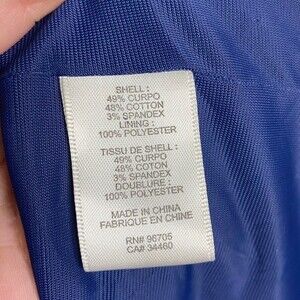 SHELL :
49% CURPO
48% COTTON
3% SPANDEX
LINING :
100% POLYESTER
TISSU DE SHELL :
49% CURPO
48% COTTON
3% SPANDEX
DOUBLURE :
100% POLYESTER
MADE IN CHINA
FABRIQUE EN CHINE
RN# 96705
CA# 34460